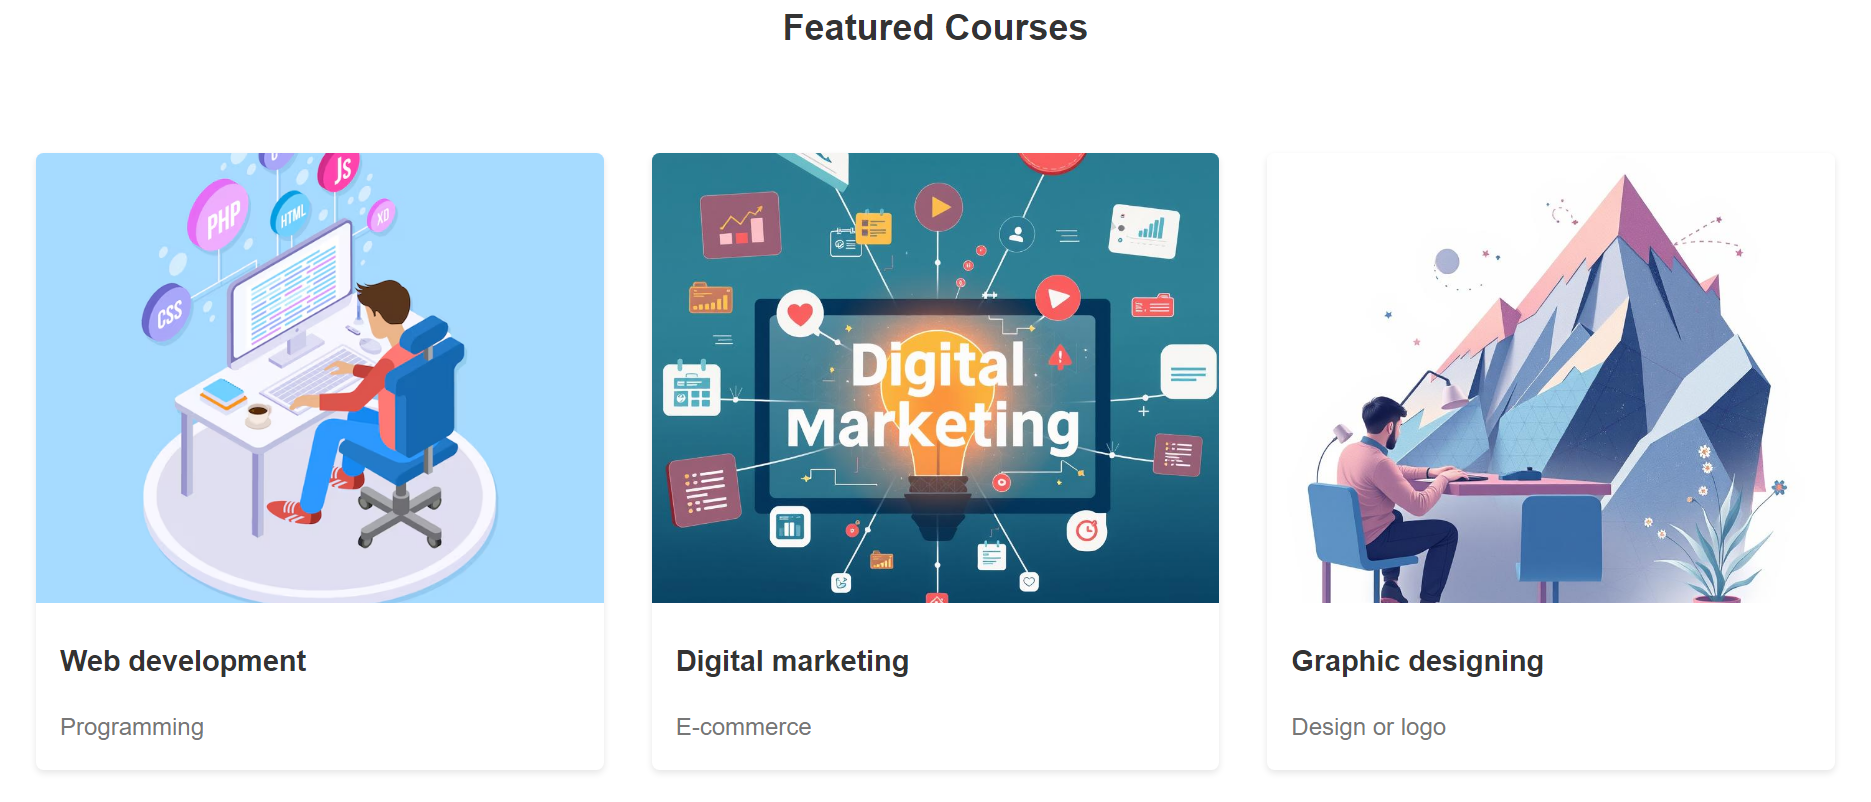 Featured Courses
JS
PHP
HTML
XD
CSS
Digital
Marketing
Web development
Programming
Digital marketing
E-commerce
Graphic designing
Design or logo